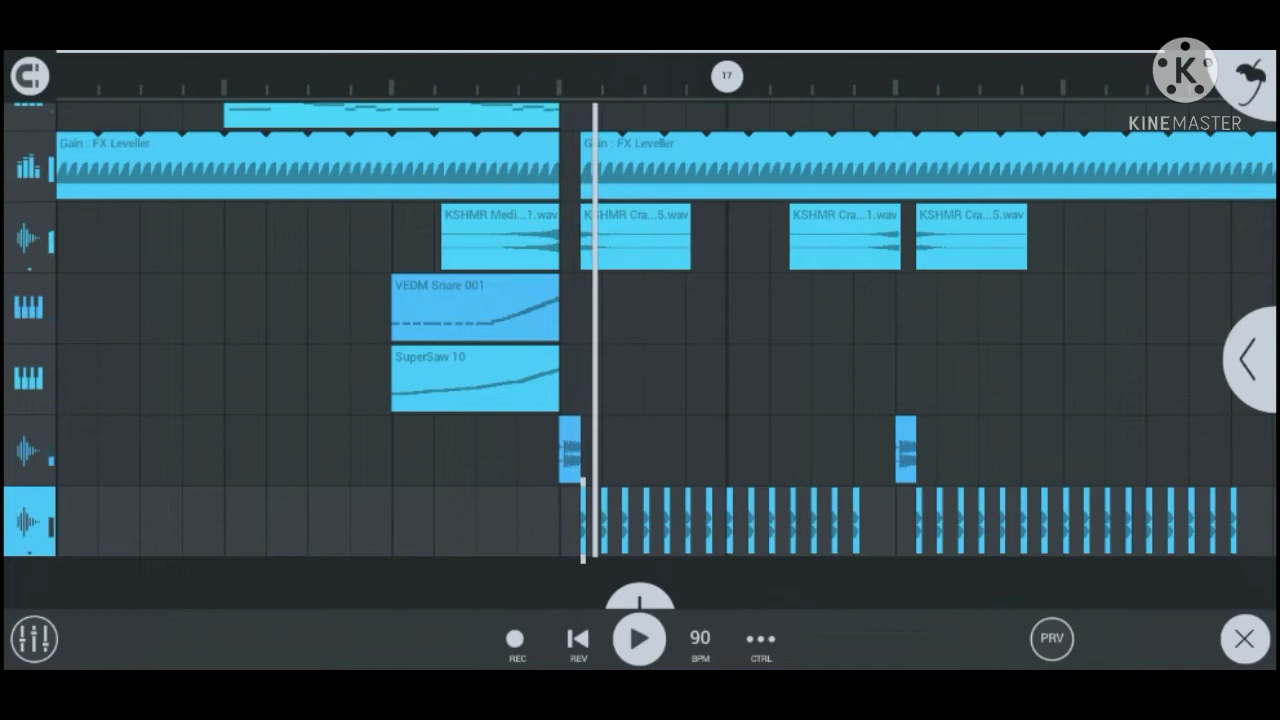 17
K
KINEMASTER
Gain : FX Leveller
Gain : FX Leveller
KSHMR Medi...1.wav
KSHMR Cra...5.wav
KSHMR Cra...1.wav
KSHMR Cra...5.wav
VEDM Snare 001
SuperSaw 10
90
PRV
REC
REV
BPM
CTRL